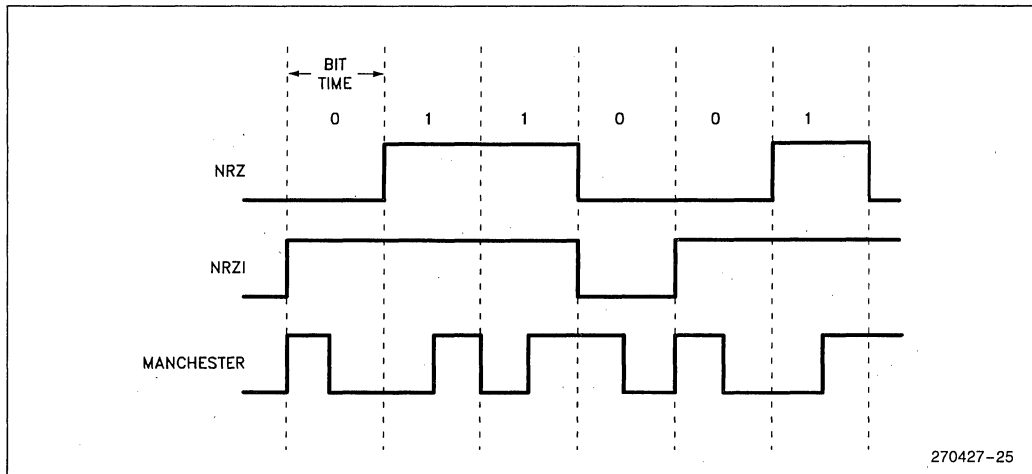 BIT
TIME
0 1 1 0 0 1
NRZ
NRZI
MANCHESTER
270427-25